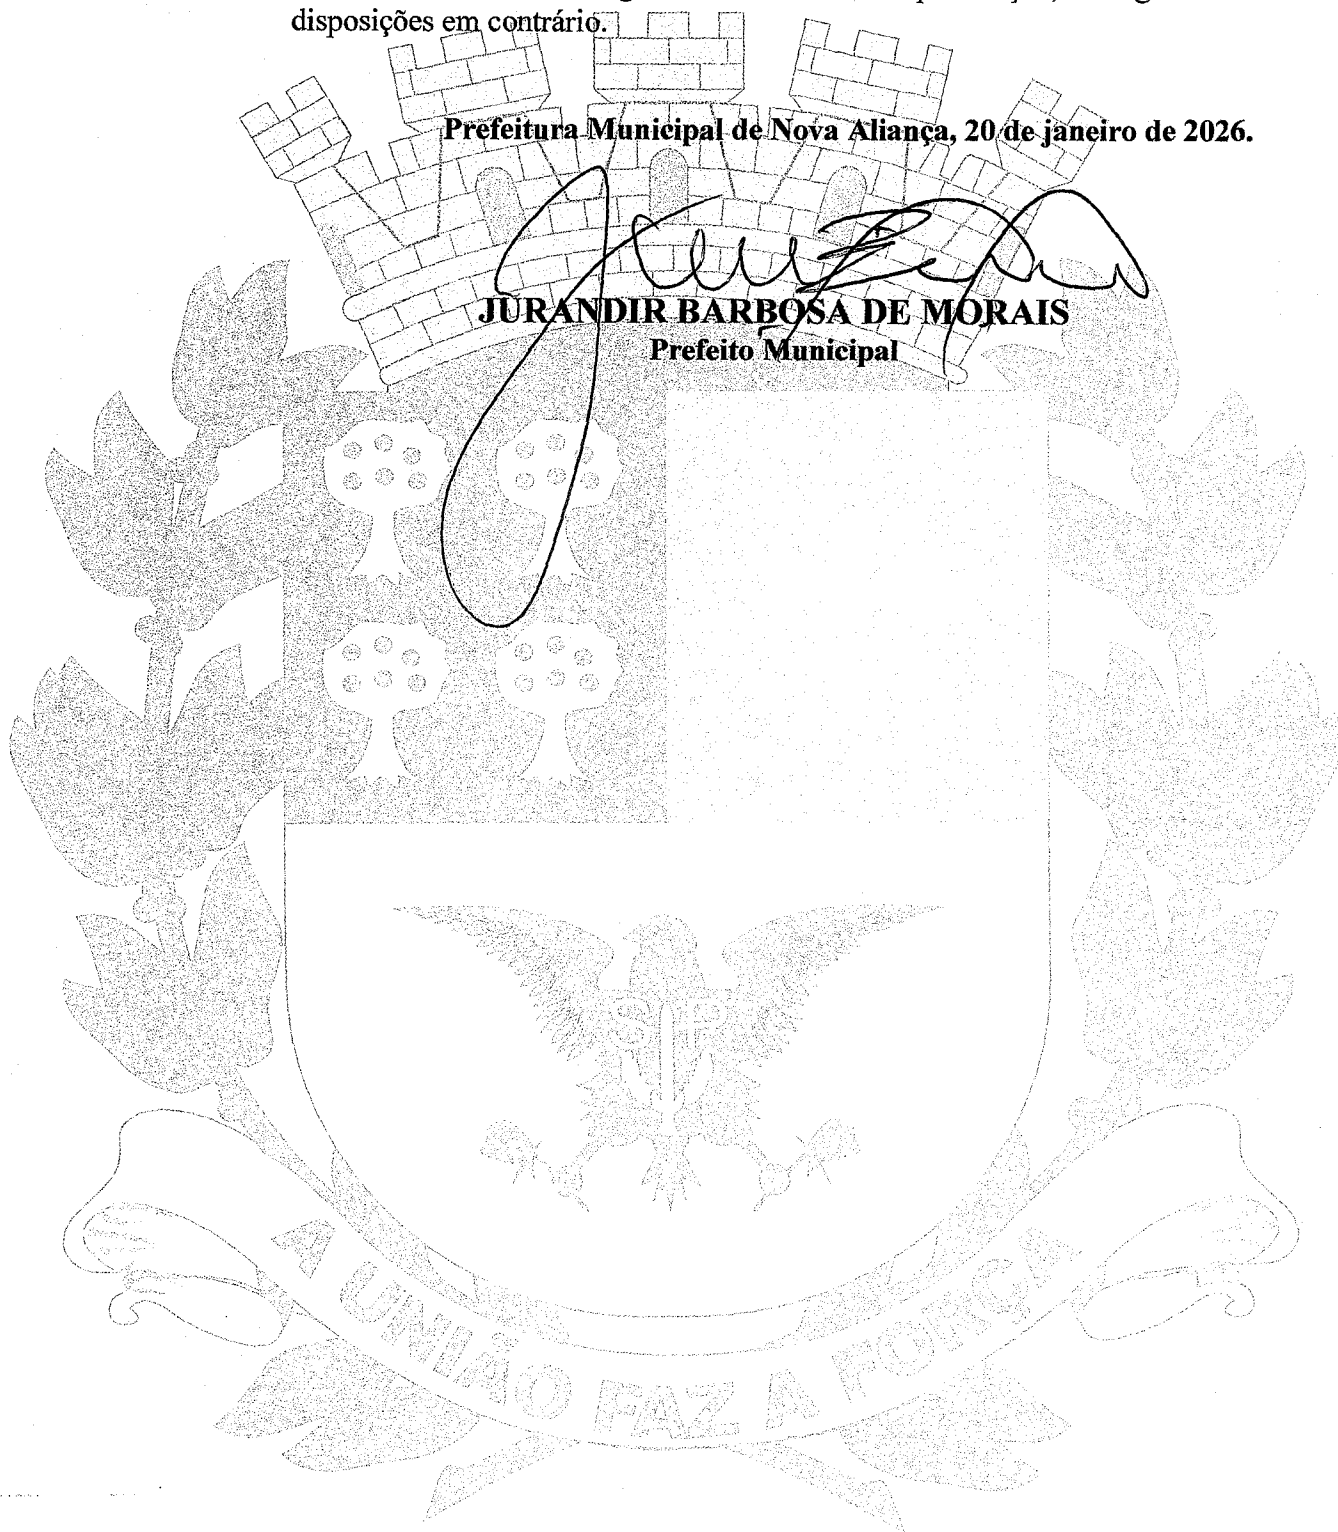 disposições em contrário.
Prefeitura Municipal de Nova Aliança, 20 de janeiro de 2026.
JURANDIR BARBOSA DE MORAIS
Prefeito Municipal
SP
A UNIÃO FAZ A FORÇA